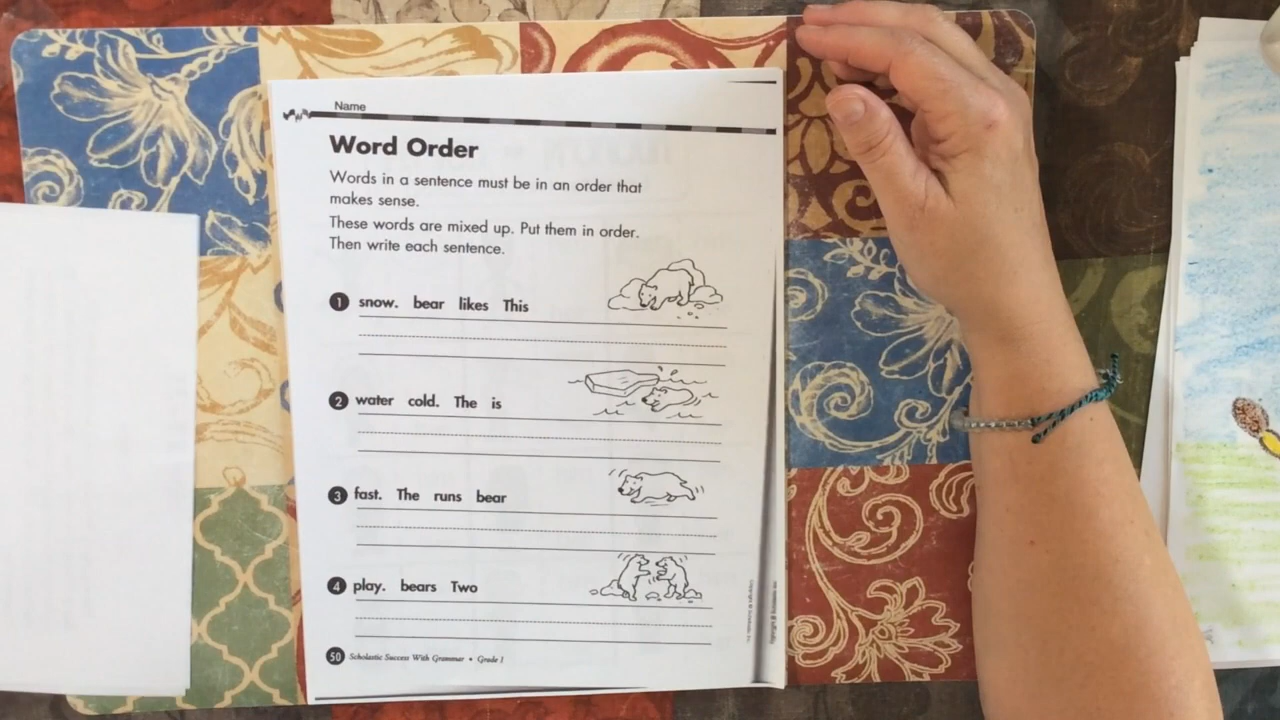 Name
Word Order
Words in a sentence must be in an order that
makes sense.
These words are mixed up. Put them in order.
Then write each sentence.
1 snow. bear likes This
2 water cold. The is
3 fast. The runs bear
4 play. bears Two
50 Scholastic Success With Grammar • Grade 1